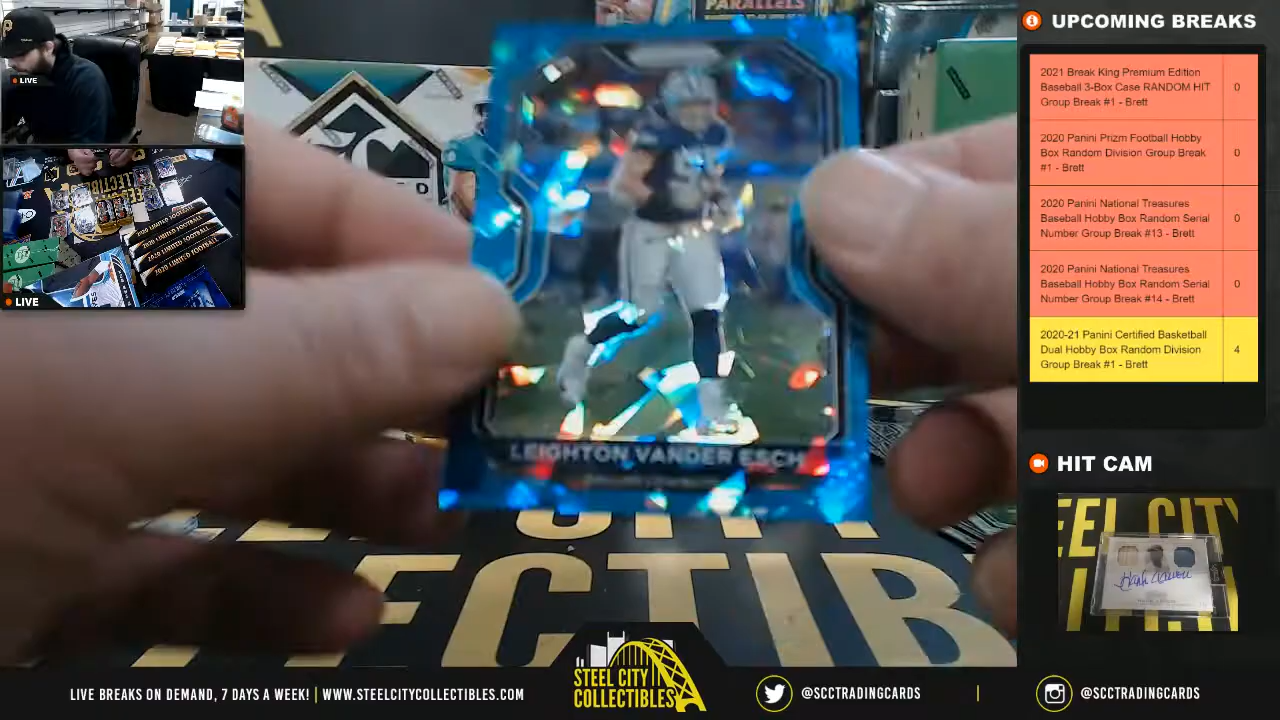 LIVE
LIVE
PARALLELS
LEIGHTON VANDER ESCH
UPCOMING BREAKS
2021 Break King Premium Edition
Baseball 3-Box Case RANDOM HIT
Group Break #1 - Brett
0
2020 Panini Prizm Football Hobby
Box Random Division Group Break
#1 - Brett
0
2020 Panini National Treasures
Baseball Hobby Box Random Serial
Number Group Break #13 - Brett
0
2020 Panini National Treasures
Baseball Hobby Box Random Serial
Number Group Break #14 - Brett
0
2020-21 Panini Certified Basketball
Dual Hobby Box Random Division
Group Break #1 - Brett
4
HIT CAM
EEL CITY
LIVE BREAKS ON DEMAND, 7 DAYS A WEEK! | WWW.STEELCITYCOLLECTIBLES.COM
STEEL CITY
COLLECTIBLES
@SCCTRADINGCARDS
|
@SCCTRADINGCARDS